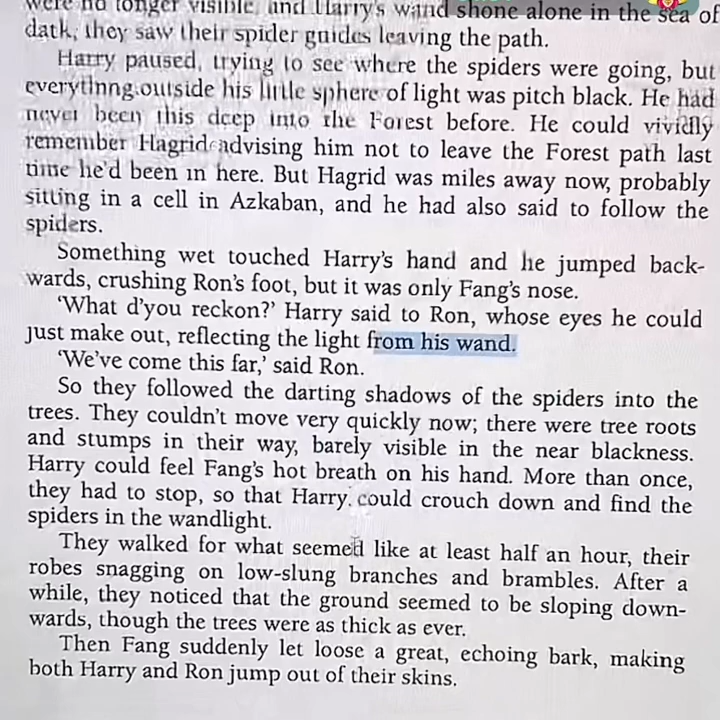 were no longer visible, and Harry's wand shone alone in the sea of
datk, they saw their spider guides leaving the path.
Harry paused, trying to see where the spiders were going, but
everytinng outside his little sphere of light was pitch black. He had
never been this deep into the Forest before. He could vividly
remember Hagrid advising him not to leave the Forest path last
time he'd been in here. But Hagrid was miles away now, probably
sitting in a cell in Azkaban, and he had also said to follow the
spiders.
Something wet touched Harry's hand and he jumped back-
wards, crushing Ron's foot, but it was only Fang's nose.
'What d'you reckon?' Harry said to Ron, whose eyes he could
just make out, reflecting the light from his wand.
'We've come this far,' said Ron.
So they followed the darting shadows of the spiders into the
trees. They couldn't move very quickly now; there were tree roots
and stumps in their way, barely visible in the near blackness.
Harry could feel Fang's hot breath on his hand. More than once,
they had to stop, so that Harry could crouch down and find the
spiders in the wandlight.
They walked for what seemed like at least half an hour, their
robes snagging on low-slung branches and brambles. After a
while, they noticed that the ground seemed to be sloping down-
wards, though the trees were as thick as ever.
Then Fang suddenly let loose a great, echoing bark, making
both Harry and Ron jump out of their skins.